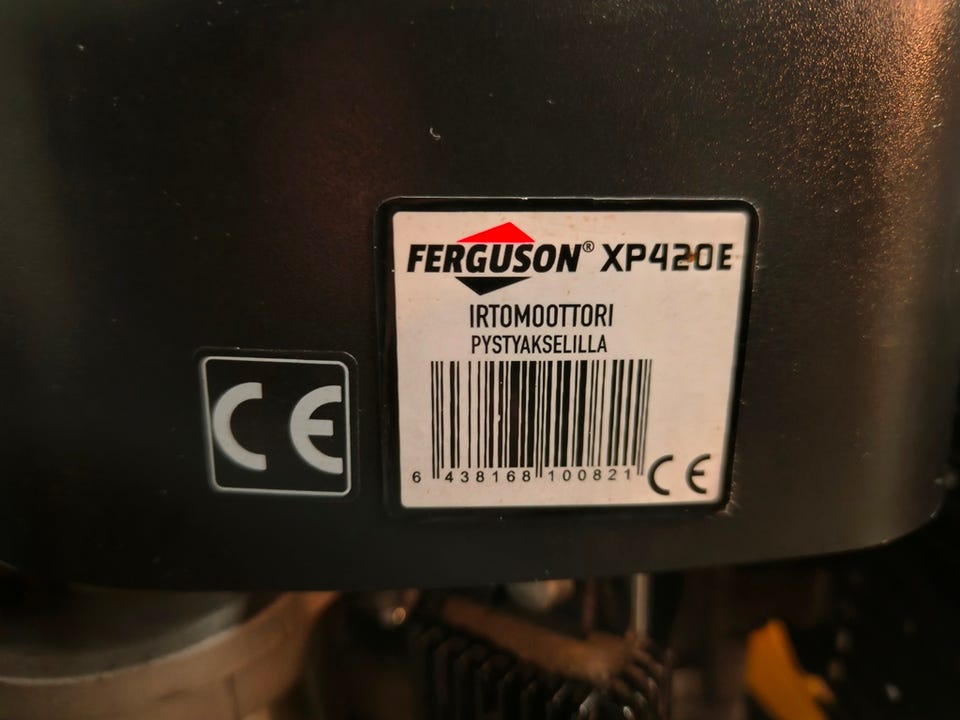 FERGUSON® XP420E
IRTOMOOTTORI
PYSTYAKSELILLA
6 438168 100821
CE
CE